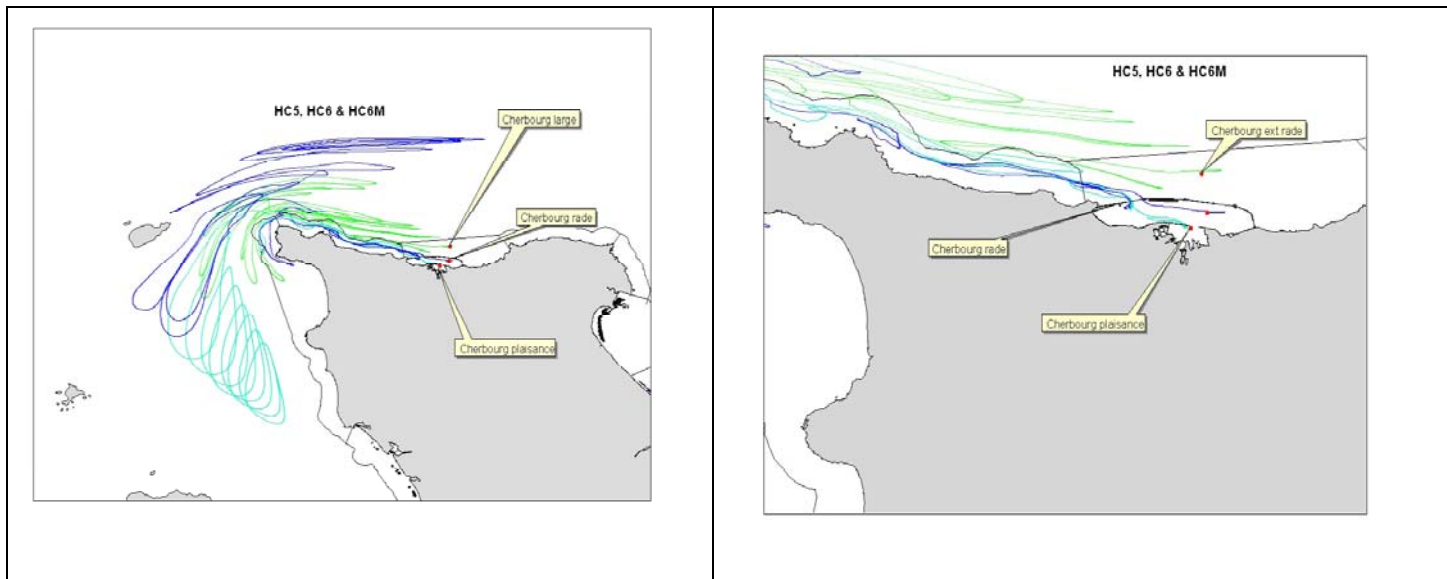 HC5, HC6 & HC6M
Cherbourg large
Cherbourg rade
Cherbourg plaisance
HC5, HC6 & HC6M
Cherbourg ext rade
Cherbourg rade
Cherbourg plaisance